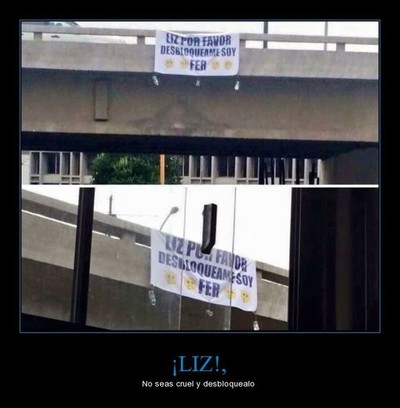 LIZ POR FAVOR
DESBLOQUEAME SOY
FER
LIZ POR FAVOR
DESBLOQUEAME SOY
FER
¡LIZ!,
No seas cruel y desbloquealo